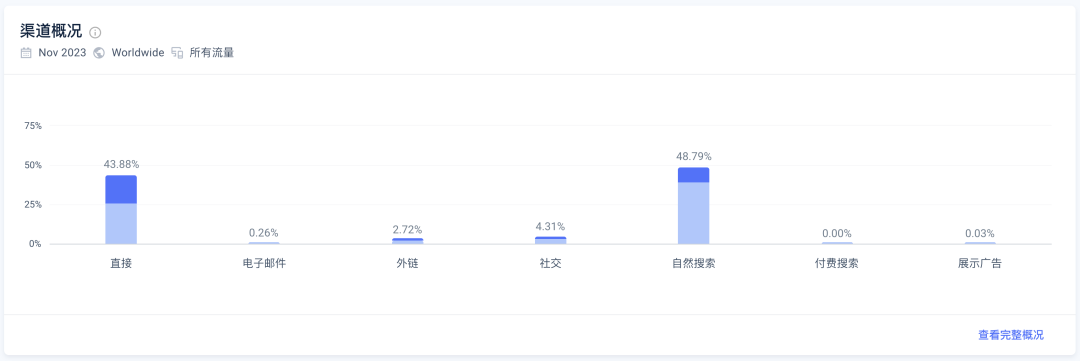 渠道概况
Nov 2023 Worldwide 所有流量
75%
50%
25%
0%
43.88%
0.26%
2.72%
4.31%
48.79%
0.00%
0.03%
直接 电子邮件 外链 社交 自然搜索 付费搜索 展示广告
查看完整概况